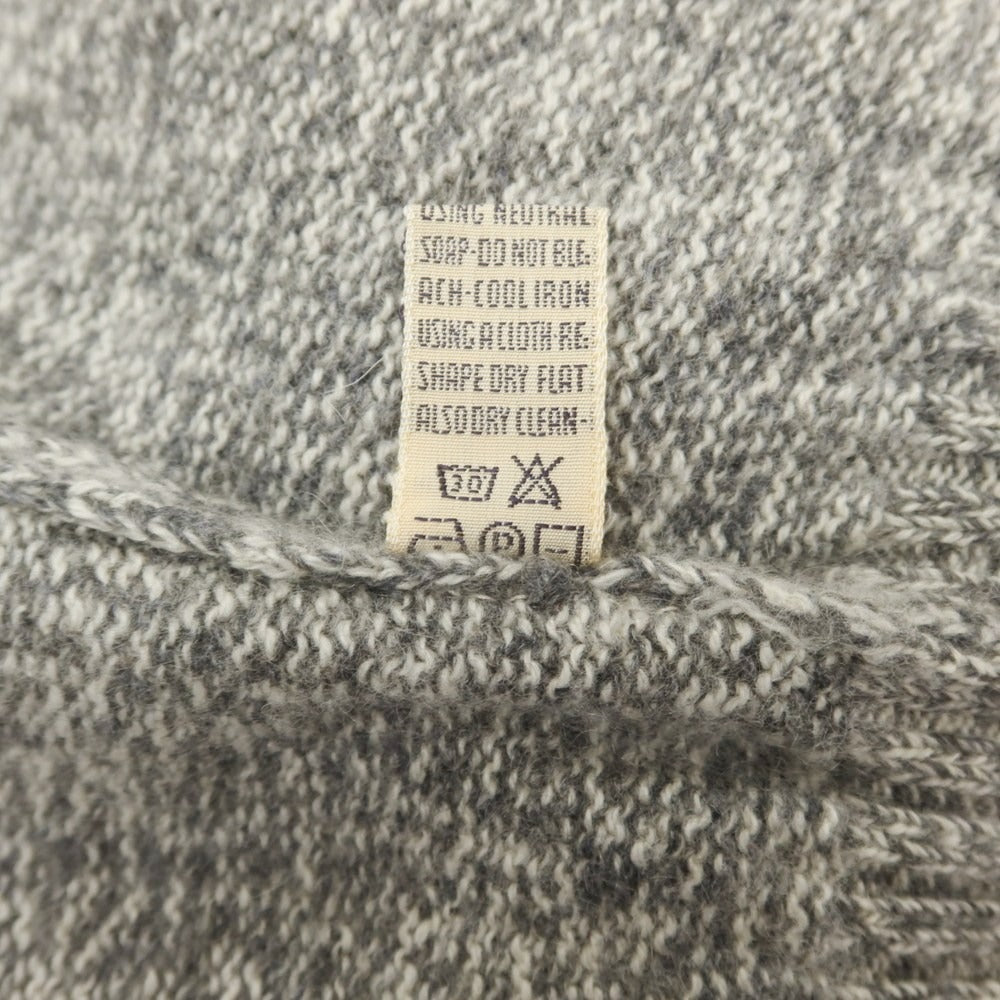 USING NEUTRAL
SOAP-DO NOT BLE-
ACH-COOL IRON
USING A CLOTH-RE-
SHAPE DRY FLAT
ALSO DRY CLEAN-
30
P